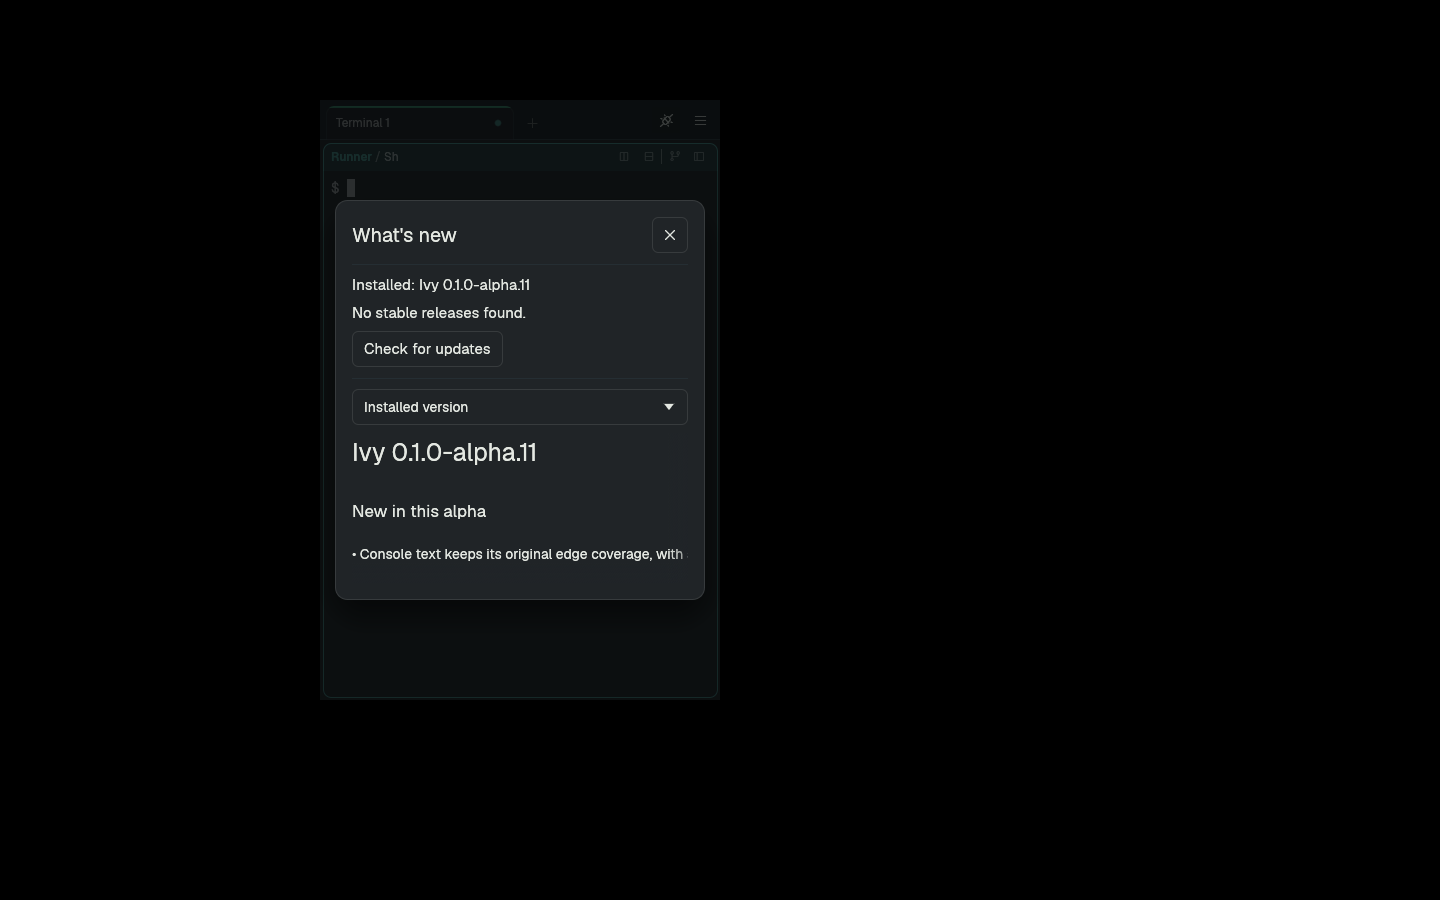 Terminal 1
Runner / Sh
$
What's new
Installed: Ivy 0.1.0-alpha.11
No stable releases found.
Check for updates
Installed version
Ivy 0.1.0-alpha.11
New in this alpha
• Console text keeps its original edge coverage, with